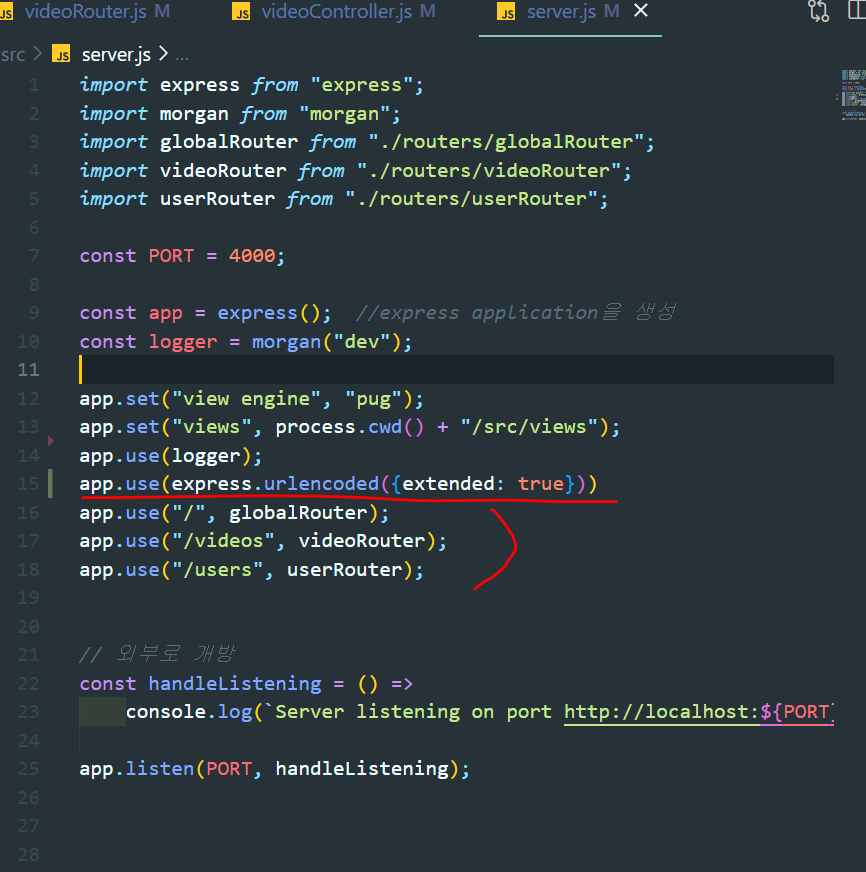 JS videoRouter.js M JS videoController.js M JS server.js M
src > JS server.js > ...
1 import express from "express";
2 import morgan from "morgan";
3 import globalRouter from "./routers/globalRouter";
4 import videoRouter from "./routers/videoRouter";
5 import userRouter from "./routers/userRouter";
6
7 const PORT = 4000;
8
9 const app = express(); //express application을 생성
10 const logger = morgan("dev");
11
12 app.set("view engine", "pug");
13 app.set("views", process.cwd() + "/src/views");
14 app.use(logger);
15 app.use(express.urlencoded({extended: true}))
16 app.use("/", globalRouter);
17 app.use("/videos", videoRouter);
18 app.use("/users", userRouter);
19
20
21 // 외부로 개방
22 const handleListening = () =>
23 console.log(`Server listening on port http://localhost:${PORT}
24
25 app.listen(PORT, handleListening);
26
27
28